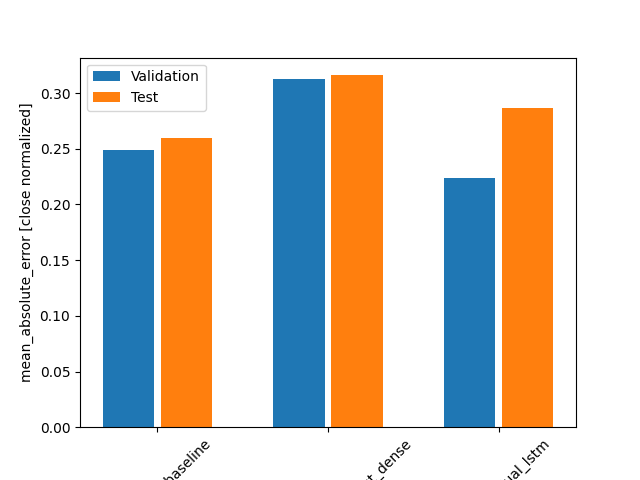 Validation
Test
mean_absolute_error [close normalized]
0.30
0.25
0.20
0.15
0.10
0.05
0.00
baseline
t_dense
ual_lstm